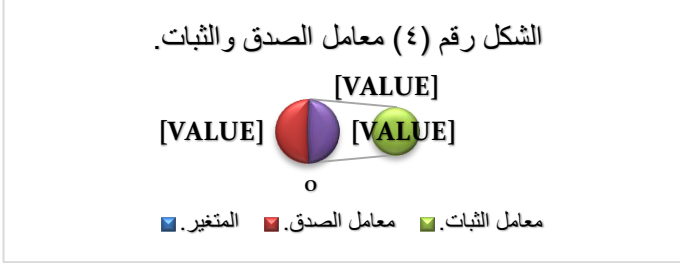 الشكل رقم (٤) معامل الصدق والثبات.
[VALUE]
[VALUE]
[VALUE]
o
معامل الثبات. معامل الصدق. المتغير.